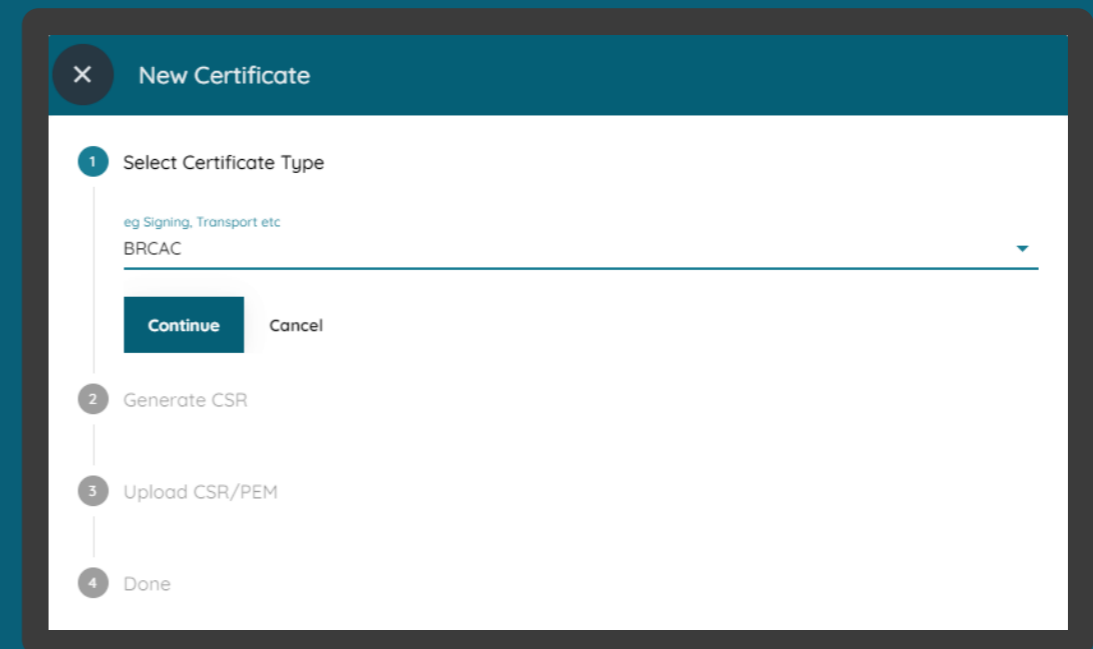 × New Certificate
1 Select Certificate Type
eg Signing, Transport etc
BRCAC
Continue Cancel
2 Generate CSR
3 Upload CSR/PEM
4 Done